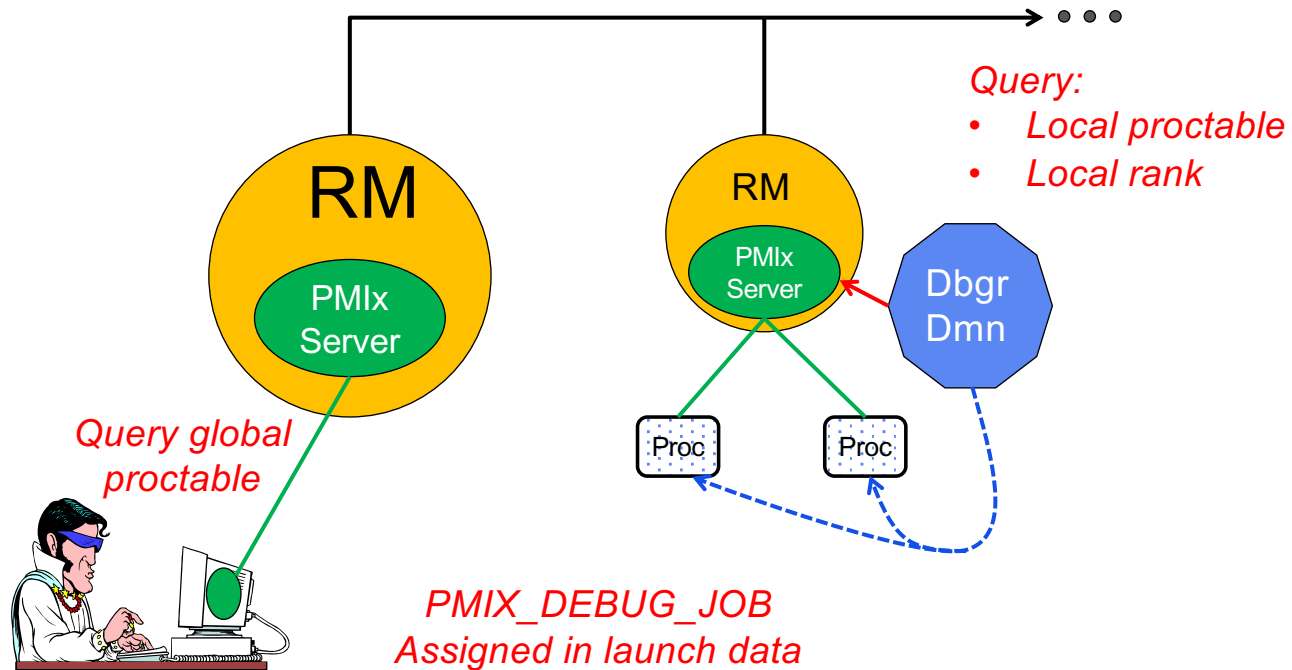 Query:
• Local proctable
• Local rank
RM
PMIx
Server
RM
PMIx
Server
Dbgr
Dmn
Proc
Proc
Query global
proctable
PMIX_DEBUG_JOB
Assigned in launch data